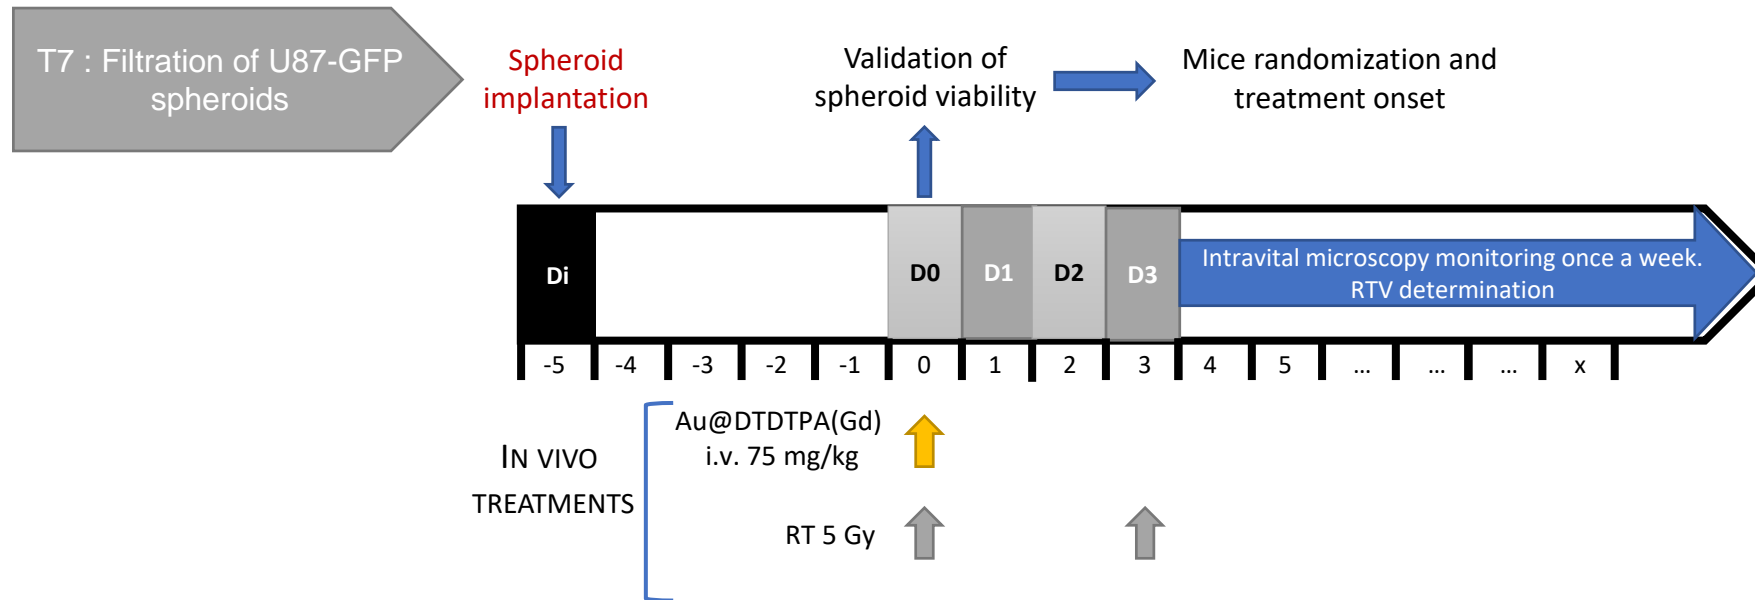 T7 : Filtration of U87-GFP
spheroids
Spheroid
implantation
Validation of
spheroid viability
Mice randomization and
treatment onset
Di
D0
D1
D2
D3
Intravital microscopy monitoring once a week.
RTV determination
-5
-4
-3
-2
-1
0
1
2
3
4
5
...
...
...
x
IN VIVO
TREATMENTS
Au@DTDTPA(Gd)
i.v. 75 mg/kg
RT 5 Gy